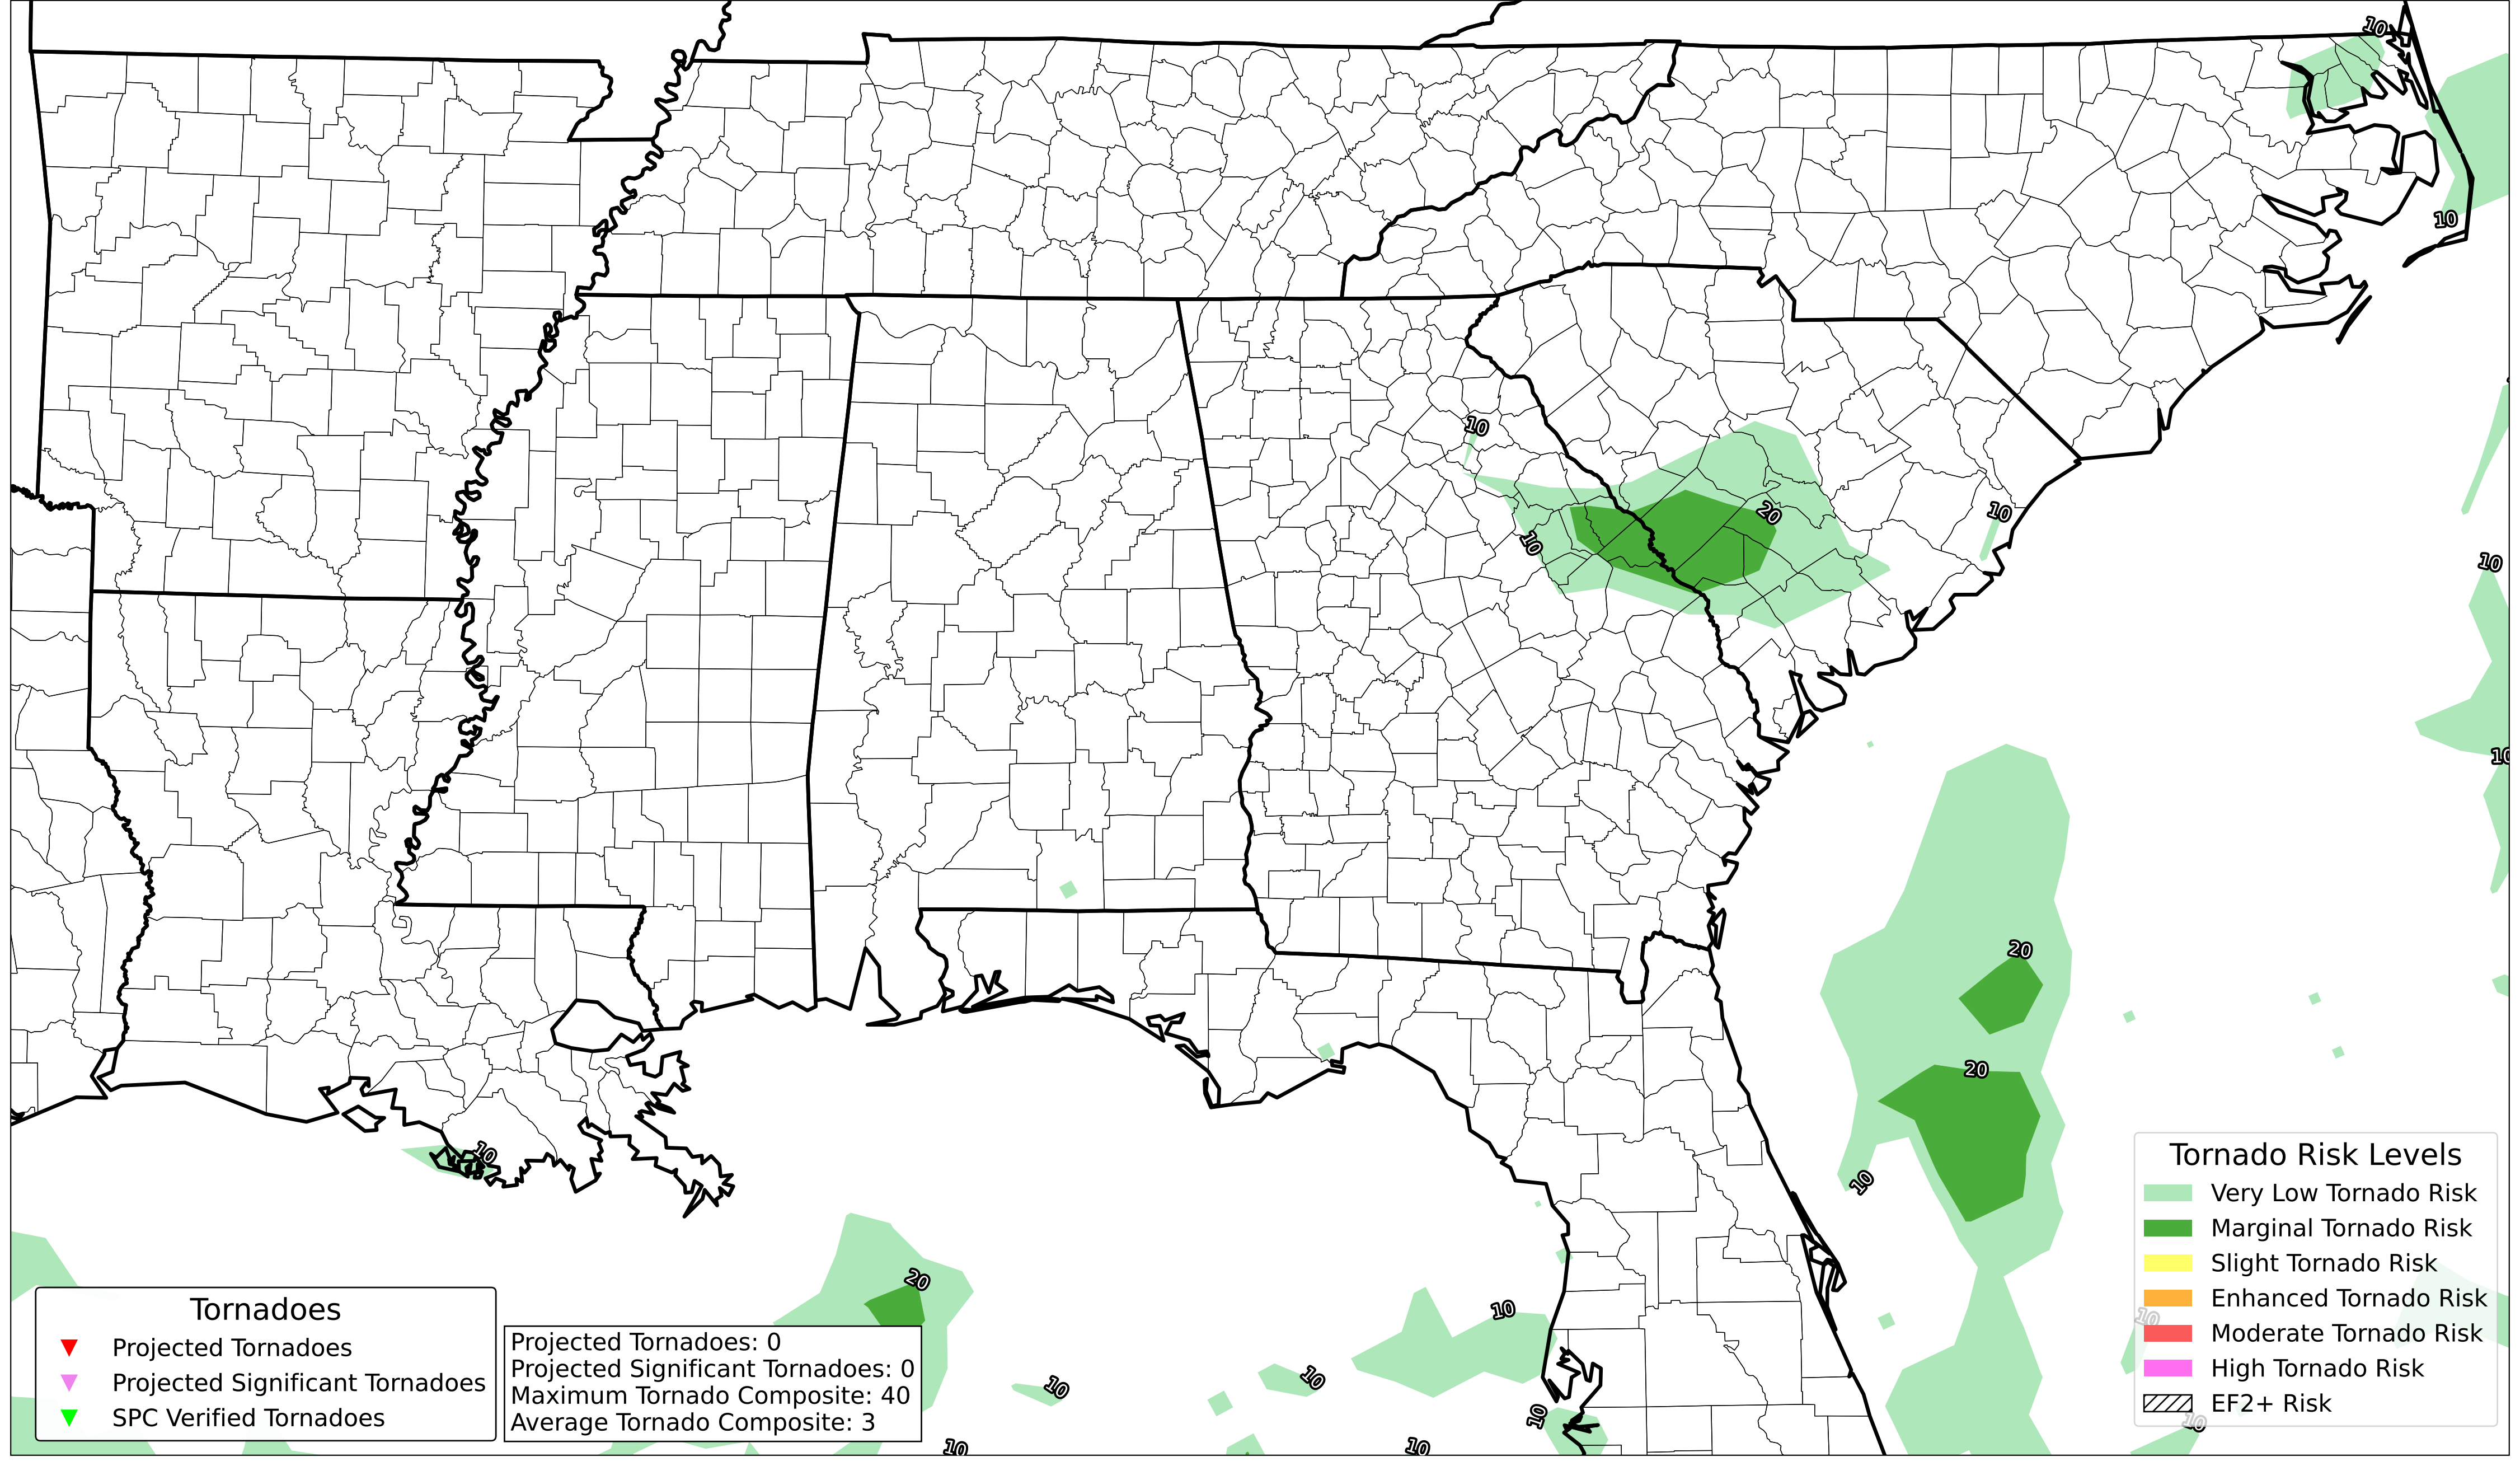 10
10
10
20
10
10
10
10
20
20
10
10
20
10
10
10
10
10
10
10
10
Tornadoes
Projected Tornadoes
Projected Significant Tornadoes
SPC Verified Tornadoes
Projected Tornadoes: 0
Projected Significant Tornadoes: 0
Maximum Tornado Composite: 40
Average Tornado Composite: 3
Tornado Risk Levels
Very Low Tornado Risk
Marginal Tornado Risk
Slight Tornado Risk
Enhanced Tornado Risk
Moderate Tornado Risk
High Tornado Risk
EF2+ Risk